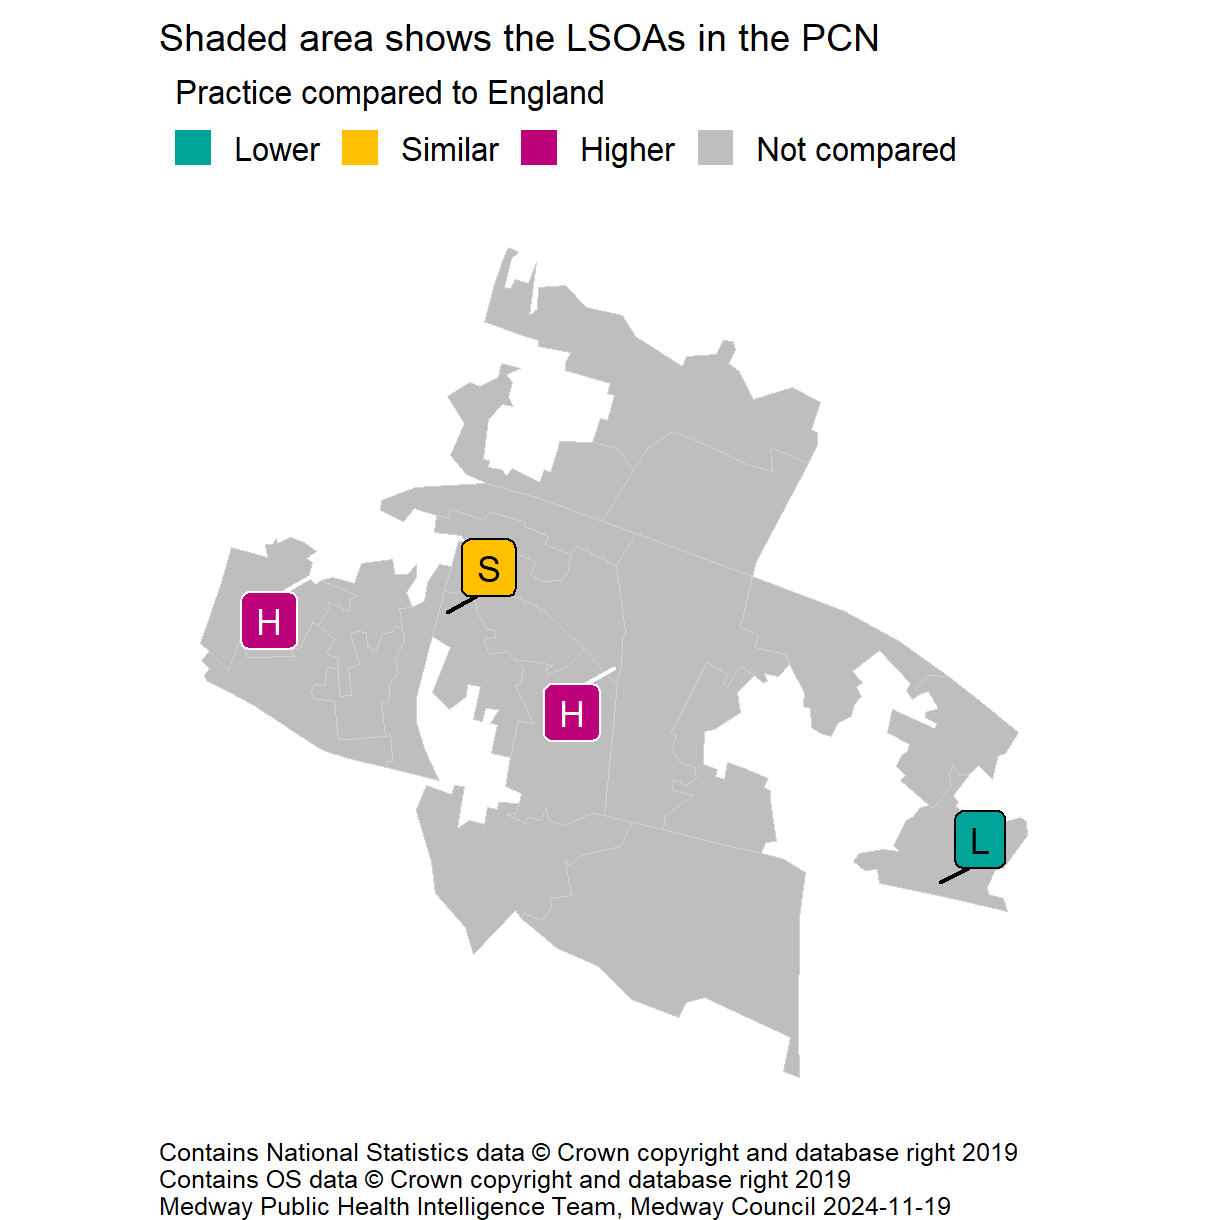 Shaded area shows the LSOAs in the PCN
Practice compared to England
Lower Similar Higher Not compared
S
H
H
L
Contains National Statistics data © Crown copyright and database right 2019
Contains OS data © Crown copyright and database right 2019
Medway Public Health Intelligence Team, Medway Council 2024-11-19